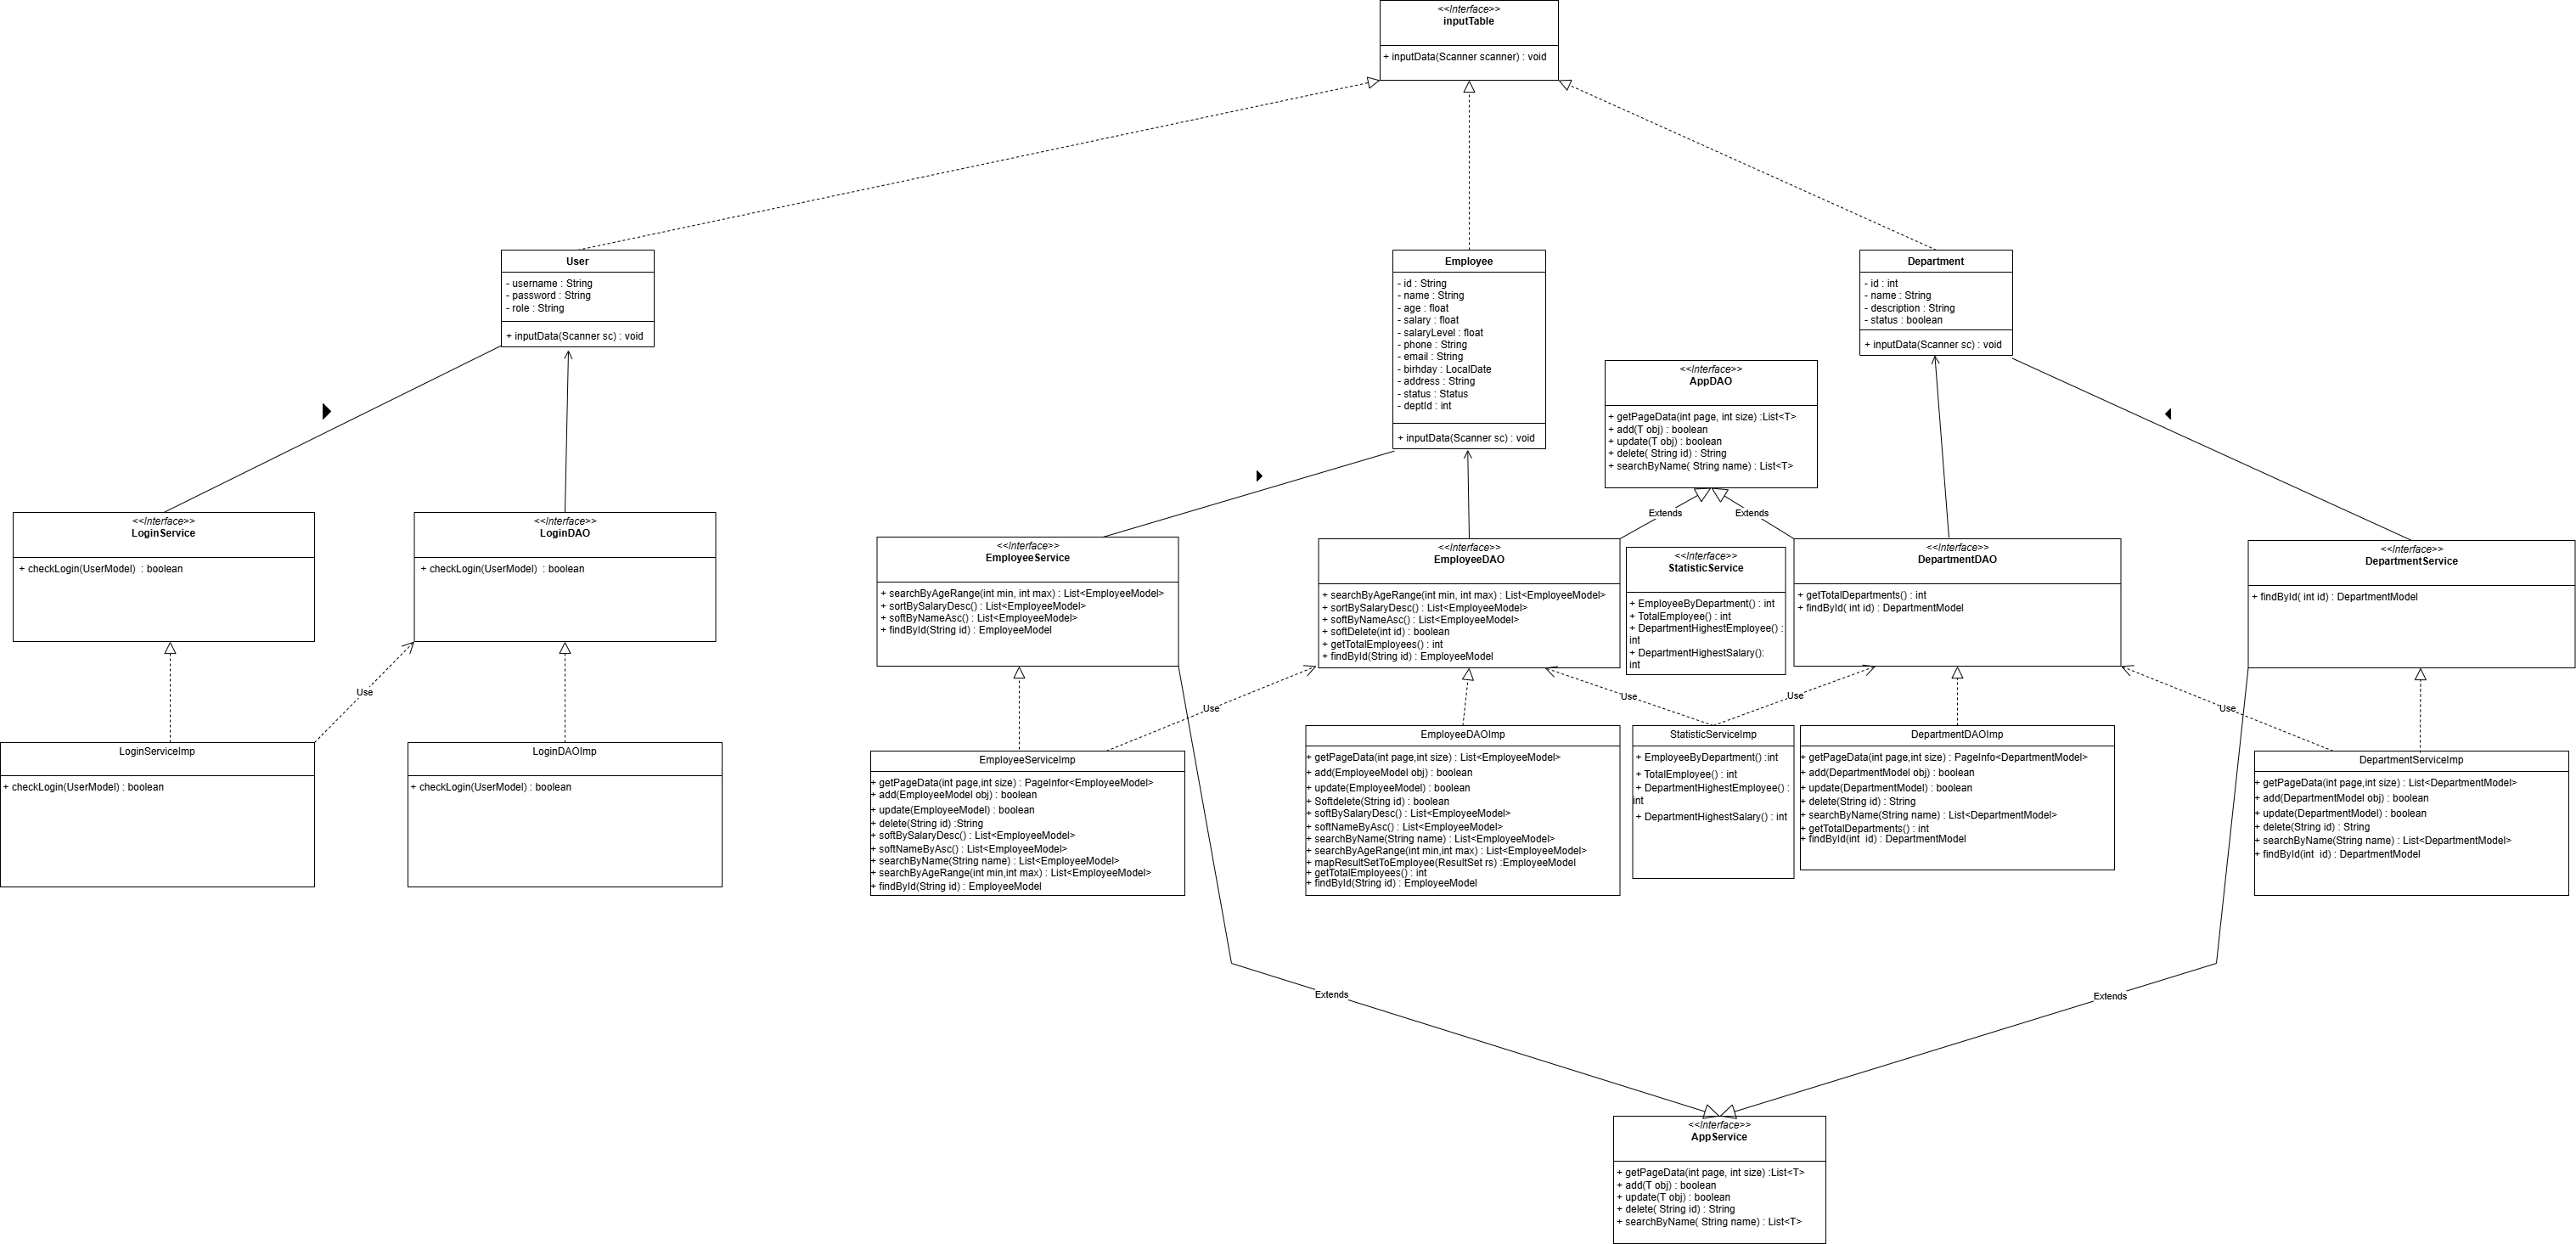 <<Interface>>
inputTable
+ inputData(Scanner scanner) : void
User
- username : String
- password : String
- role : String
+ inputData(Scanner sc) : void
Employee
- id : String
- name : String
- age : float
- salary : float
- salaryLevel : float
- phone : String
- email : String
- birhday : LocalDate
- address : String
- status : Status
- deptId : int
+ inputData(Scanner sc) : void
Department
- id : int
- name : String
- description : String
- status : boolean
+ inputData(Scanner sc) : void
<<Interface>>
AppDAO
+ getPageData(int page, int size) :List<T>
+ add(T obj) : boolean
+ update(T obj) : boolean
+ delete( String id) : String
+ searchByName( String name) : List<T>
Extends
Extends
<<Interface>>
LoginService
+ checkLogin(UserModel)  : boolean
<<Interface>>
LoginDAO
+ checkLogin(UserModel)  : boolean
<<Interface>>
EmployeeService
+ searchByAgeRange(int min, int max) : List<EmployeeModel>
+ sortBySalaryDesc() : List<EmployeeModel>
+ softByNameAsc() : List<EmployeeModel>
+ findById(String id) : EmployeeModel
<<Interface>>
EmployeeDAO
+ searchByAgeRange(int min, int max) : List<EmployeeModel>
+ sortBySalaryDesc() : List<EmployeeModel>
+ softByNameAsc() : List<EmployeeModel>
+ softDelete(int id) : boolean
+ getTotalEmployees() : int
+ findById(String id) : EmployeeModel
<<Interface>>
StatisticService
+ EmployeeByDepartment() : int
+ TotalEmployee() : int
+ DepartmentHighestEmployee() :
int
+ DepartmentHighestSalary():
int
<<Interface>>
DepartmentDAO
+ getTotalDepartments() : int
+ findById( int id) : DepartmentModel
<<Interface>>
DepartmentService
+ findById( int id) : DepartmentModel
Use
Use
Use
Use
Use
LoginServiceImp
+ checkLogin(UserModel) : boolean
LoginDAOImp
+ checkLogin(UserModel) : boolean
EmployeeServiceImp
+ getPageData(int page,int size) : PageInfor<EmployeeModel>
+ add(EmployeeModel obj) : boolean
+ update(EmployeeModel) : boolean
+ delete(String id) :String
+ softBySalaryDesc() : List<EmployeeModel>
+ softNameByAsc() : List<EmployeeModel>
+ searchByName(String name) : List<EmployeeModel>
+ searchByAgeRange(int min,int max) : List<EmployeeModel>
+ findById(String id) : EmployeeModel
EmployeeDAOImp
+ getPageData(int page,int size) : List<EmployeeModel>
+ add(EmployeeModel obj) : boolean
+ update(EmployeeModel) : boolean
+ Softdelete(String id) : boolean
+ softBySalaryDesc() : List<EmployeeModel>
+ softNameByAsc() : List<EmployeeModel>
+ searchByName(String name) : List<EmployeeModel>
+ searchByAgeRange(int min,int max) : List<EmployeeModel>
+ mapResultSetToEmployee(ResultSet rs) :EmployeeModel
+ getTotalEmployees() : int
+ findById(String id) : EmployeeModel
StatisticServiceImp
+ EmployeeByDepartment() :int
+ TotalEmployee() : int
+ DepartmentHighestEmployee() :
int
+ DepartmentHighestSalary() : int
DepartmentDAOImp
+ getPageData(int page,int size) : PageInfo<DepartmentModel>
+ add(DepartmentModel obj) : boolean
+ update(DepartmentModel) : boolean
+ delete(String id) : String
+ searchByName(String name) : List<DepartmentModel>
+ getTotalDepartments() : int
+ findById(int  id) : DepartmentModel
DepartmentServiceImp
+ getPageData(int page,int size) : List<DepartmentModel>
+ add(DepartmentModel obj) : boolean
+ update(DepartmentModel) : boolean
+ delete(String id) : String
+ searchByName(String name) : List<DepartmentModel>
+ findById(int  id) : DepartmentModel
Extends
Extends
<<Interface>>
AppService
+ getPageData(int page, int size) :List<T>
+ add(T obj) : boolean
+ update(T obj) : boolean
+ delete( String id) : String
+ searchByName( String name) : List<T>